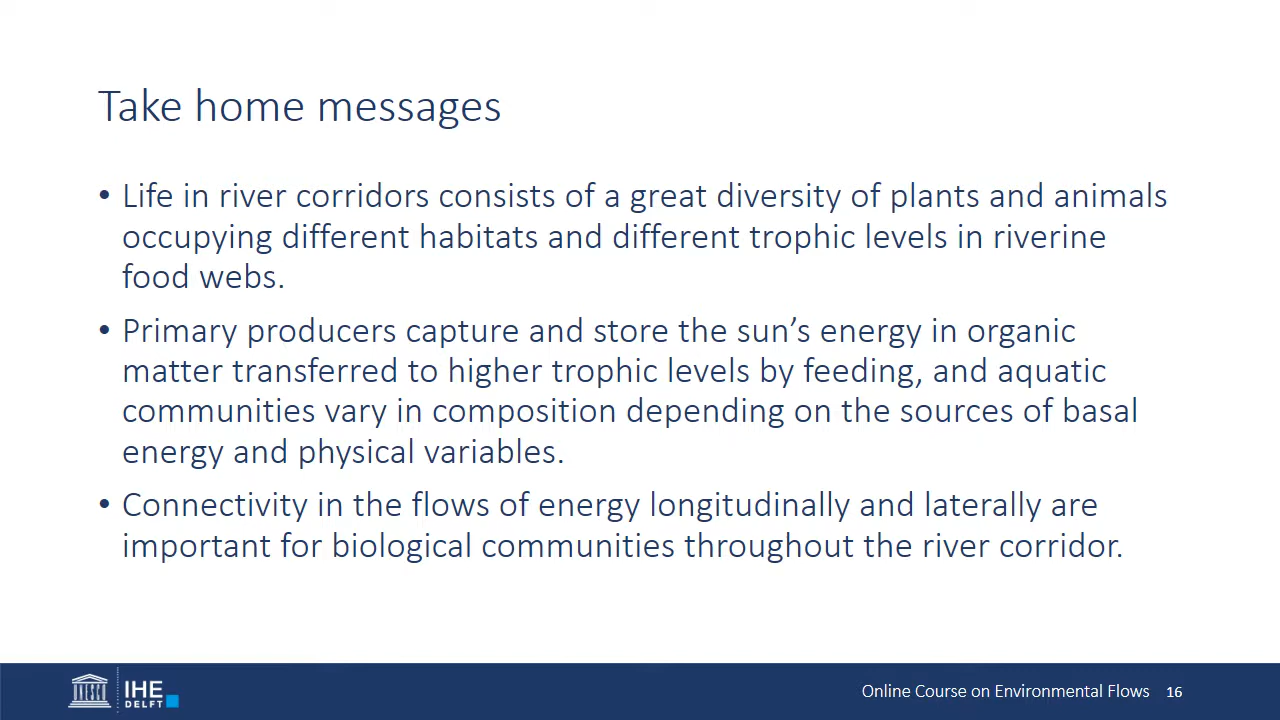 Take home messages
• Life in river corridors consists of a great diversity of plants and animals
occupying different habitats and different trophic levels in riverine
food webs.
• Primary producers capture and store the sun’s energy in organic
matter transferred to higher trophic levels by feeding, and aquatic
communities vary in composition depending on the sources of basal
energy and physical variables.
• Connectivity in the flows of energy longitudinally and laterally are
important for biological communities throughout the river corridor.
UNESCO
IHE
DELFT
Online Course on Environmental Flows 16